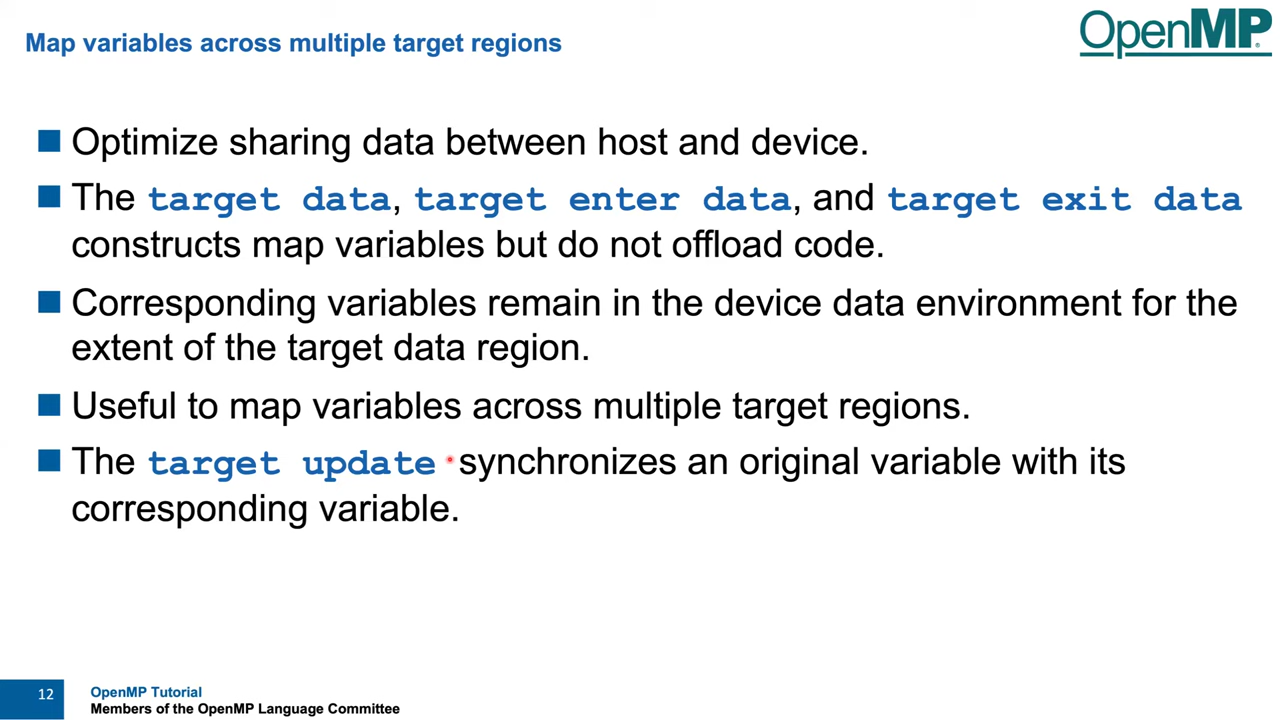 Map variables across multiple target regions
OpenMP
Optimize sharing data between host and device.
The target data, target enter data, and target exit data
constructs map variables but do not offload code.
Corresponding variables remain in the device data environment for the
extent of the target data region.
Useful to map variables across multiple target regions.
The target update synchronizes an original variable with its
corresponding variable.
12
OpenMP Tutorial
Members of the OpenMP Language Committee